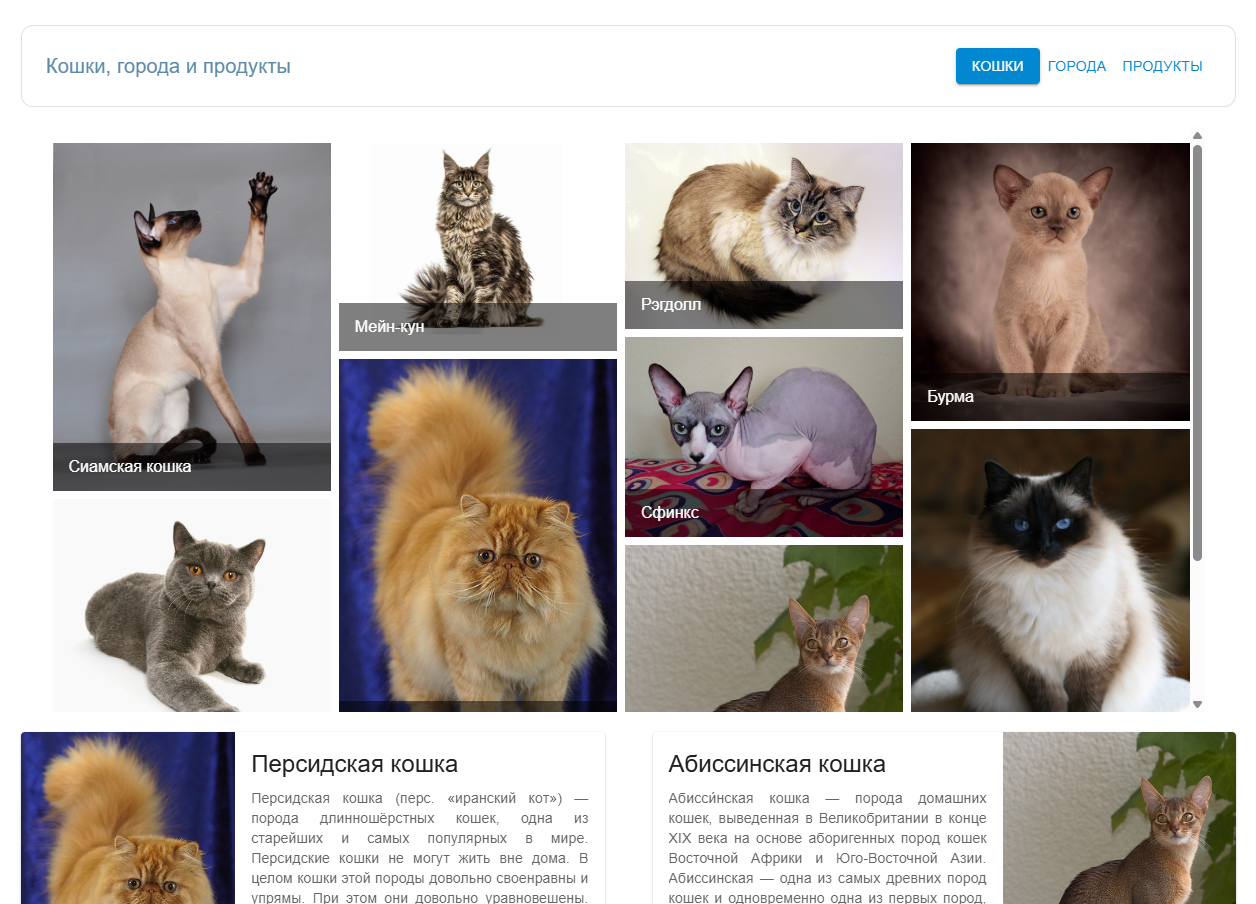 Кошки, города и продукты
КОШКИ ГОРОДА ПРОДУКТЫ
Сиамская кошка
Мейн-кун
Рэгдолл
Сфинкс
Бурма
Персидская кошка
Персидская кошка (перс. «иранский кот») —
порода длинношёрстных кошек, одна из
старейших и самых популярных в мире.
Персидские кошки не могут жить вне дома. В
целом кошки этой породы довольно своенравны и
упрямы. При этом они довольно уравновешены.
Абиссинская кошка
Абисси́нская кошка — порода домашних
кошек, выведенная в Великобритании в конце
XIX века на основе аборигенных пород кошек
Восточной Африки и Юго-Восточной Азии.
Абиссинская — одна из самых древних пород
кошек и одновременно одна из первых пород,